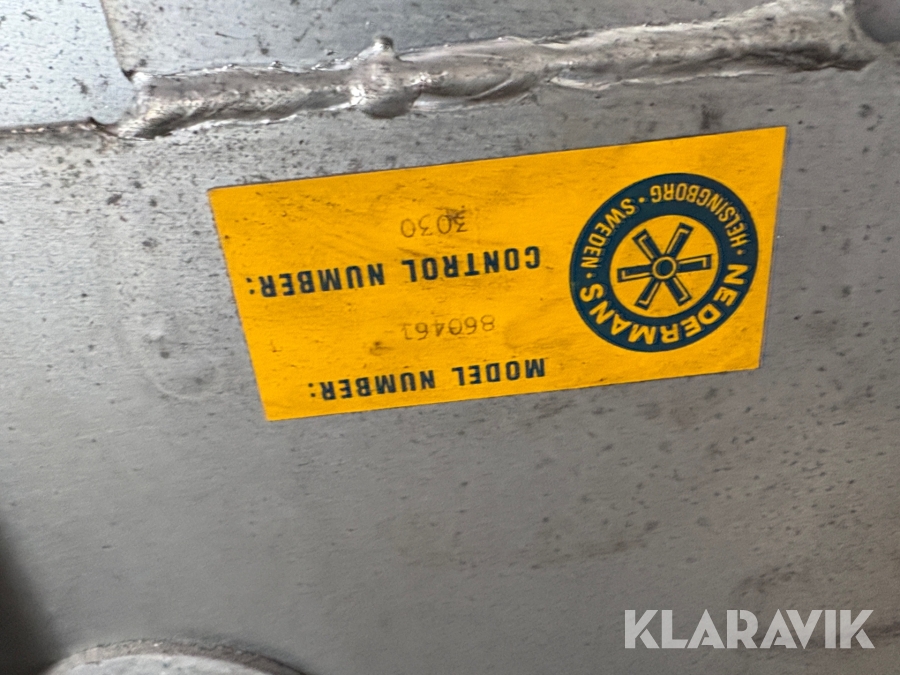 NEDERMANS · HELSINGBORG · SWEDEN ·
MODEL NUMBER:
860461
CONTROL NUMBER:
3030
KLARAVIK